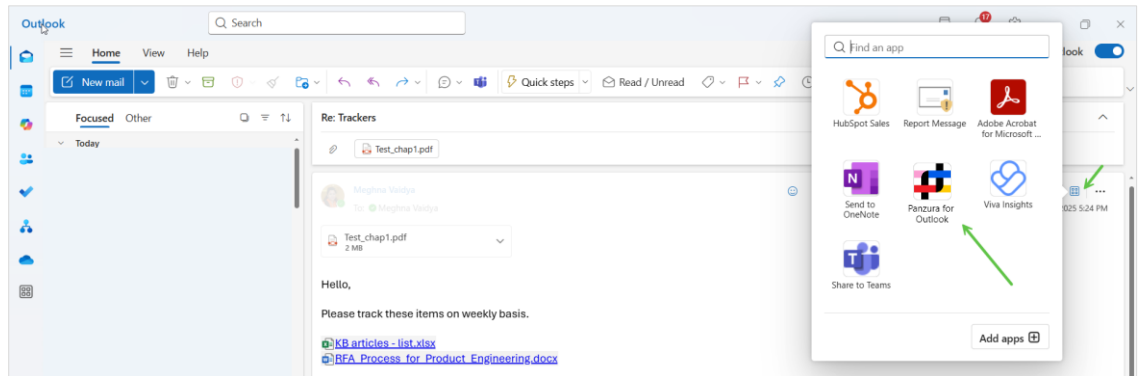 Outlook
Search
17
Home View Help
look
New mail
Quick steps
Read / Unread
Focused Other
Today
Re: Trackers
Test_chap1.pdf
Meghna Vaidya
To: Meghna Vaidya
2025 5:24 PM
Test_chap1.pdf
2 MB
Hello,
Please track these items on weekly basis.
KB articles - list.xlsx
RFA_Process_for_Product_Engineering.docx
Find an app
HubSpot Sales
Report Message
Adobe Acrobat
for Microsoft ...
Send to
OneNote
Panzura for
Outlook
Viva Insights
Share to Teams
Add apps